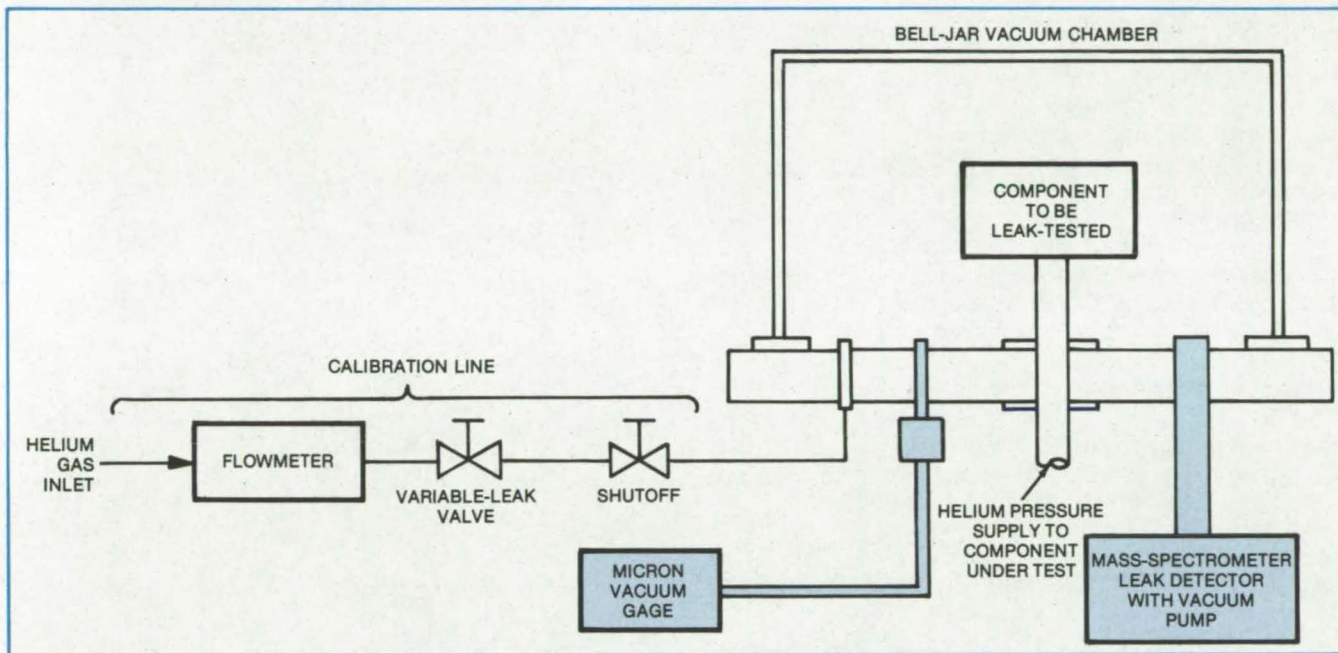 BELL-JAR VACUUM CHAMBER
COMPONENT
TO BE
LEAK-TESTED
CALIBRATION LINE
HELIUM
GAS
INLET
FLOWMETER
VARIABLE-LEAK
VALVE
SHUTOFF
MICRON
VACUUM
GAGE
HELIUM PRESSURE
SUPPLY TO
COMPONENT
UNDER TEST
MASS-SPECTROMETER
LEAK DETECTOR
WITH VACUUM
PUMP